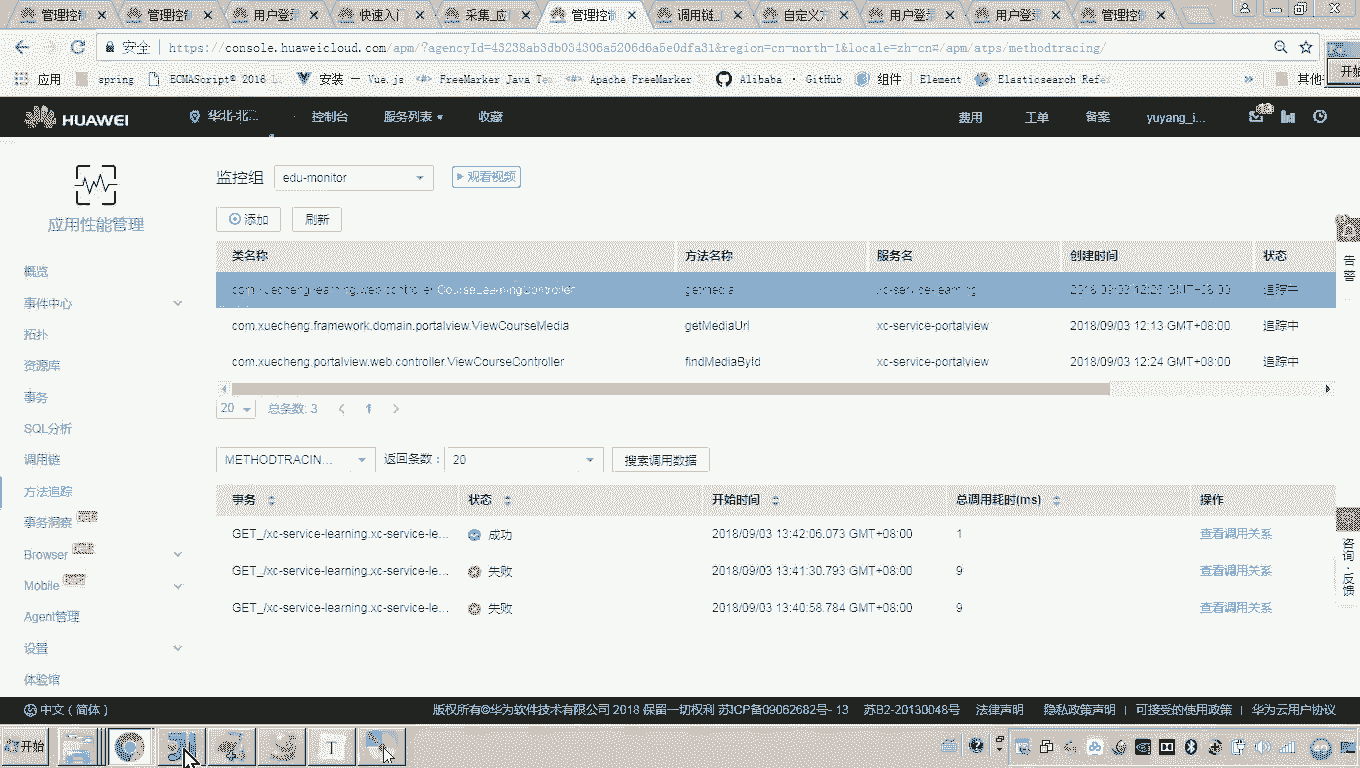 管理控制 管理控制 用户登录 快速入门 采集_应 管理控制 调用链_ 自定义方 用户登录 用户登录 管理控
安全 https://console.huaweicloud.com/apm/?agencyId=43238ab3db034306a5206d6a5e0dfa31&region=cn-north-1&locale=zh-cn#/apm/atps/methodtracing/
应用 spring ECMAScript® 2016 L 安装 — Vue.js FreeMarker Java Te Apache FreeMarker Alibaba · GitHub 组件 | Element Elasticsearch Refe » 其他
HUAWEI 华北-北... 控制台 服务列表 收藏 费用 工单 备案 yuyang_i...
应用性能管理
概览
事件中心
拓扑
资源库
事务
SQL分析
调用链
方法追踪
事务洞察
Browser
Mobile
Agent管理
设置
体验馆
监控组 edu-monitor 观看视频
添加 刷新
类名称 方法名称 服务名 创建时间 状态
com.xuecheng.learning.web.controller.CourseLearningController getmedia xc-service-learning 2018/09/03 12:26 GMT+08:00 追踪中
com.xuecheng.framework.domain.portalview.ViewCourseMedia getMediaUrl xc-service-portalview 2018/09/03 12:13 GMT+08:00 追踪中
com.xuecheng.portalview.web.controller.ViewCourseController findMediaById xc-service-portalview 2018/09/03 12:24 GMT+08:00 追踪中
20 总条数: 3 1
METHODTRACIN... 返回条数： 20 搜索调用数据
事务 状态 开始时间 总调用耗时(ms) 操作
GET_/xc-service-learning.xc-service-le... 成功 2018/09/03 13:42:06.073 GMT+08:00 1 查看调用关系
GET_/xc-service-learning.xc-service-le... 失败 2018/09/03 13:41:30.793 GMT+08:00 9 查看调用关系
GET_/xc-service-learning.xc-service-le... 失败 2018/09/03 13:40:58.784 GMT+08:00 9 查看调用关系
告警
咨询·反馈
中文（简体） 版权所有©华为软件技术有限公司 2018 保留一切权利 苏ICP备09062682号-13 苏B2-20130048号 法律声明 隐私政策声明 | 可接受的使用政策 | 华为云用户协议
开始